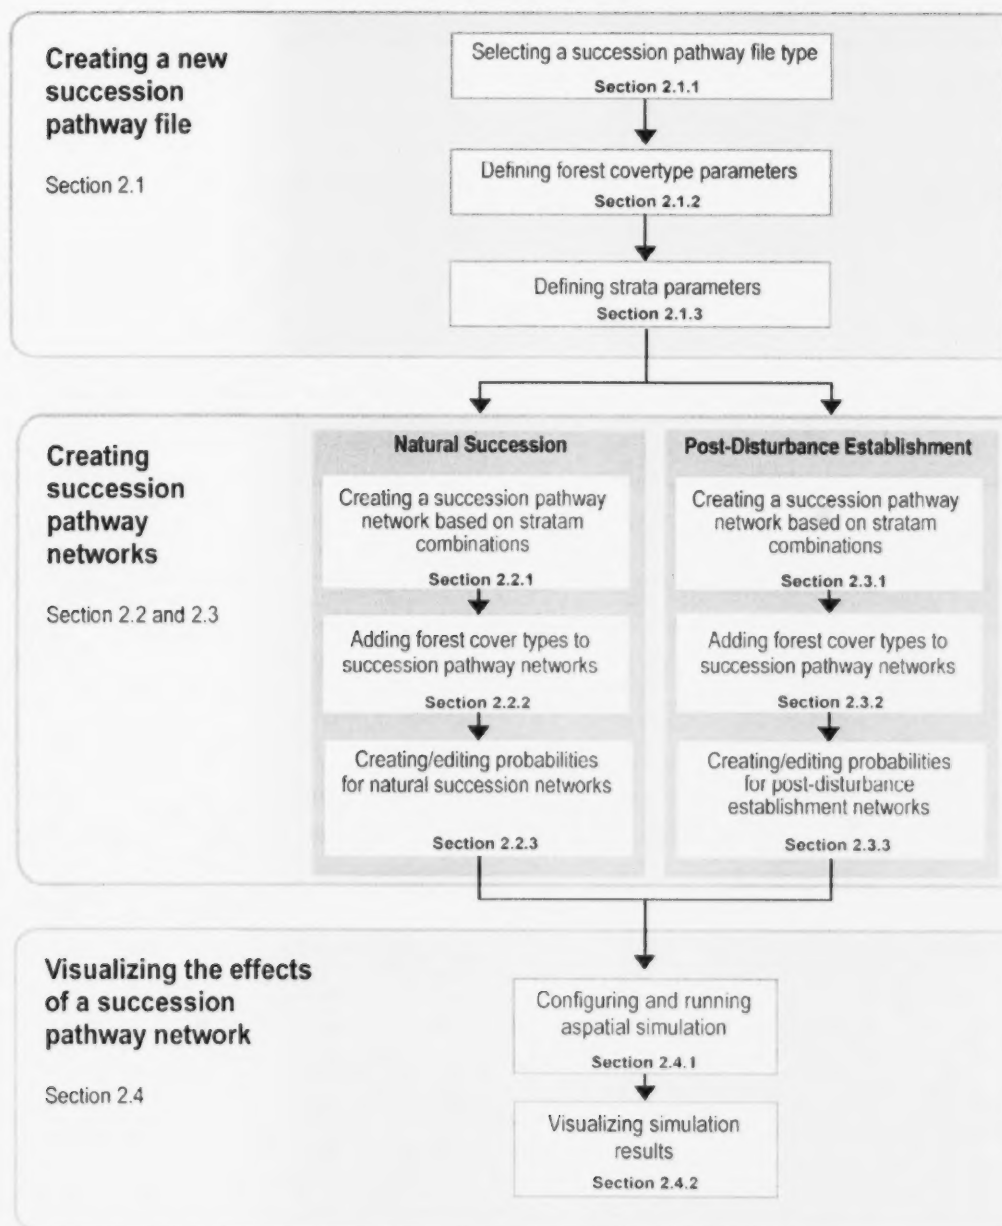 Creating a new
succession
pathway file
Section 2.1
Selecting a succession pathway file type
Section 2.1.1
Defining forest covertype parameters
Section 2.1.2
Defining strata parameters
Section 2.1.3
Creating
succession
pathway
networks
Section 2.2 and 2.3
Natural Succession
Creating a succession pathway
network based on stratam
combinations
Section 2.2.1
Adding forest cover types to
succession pathway networks
Section 2.2.2
Creating/editing probabilities
for natural succession networks
Section 2.2.3
Post-Disturbance Establishment
Creating a succession pathway
network based on stratam
combinations
Section 2.3.1
Adding forest cover types to
succession pathway networks
Section 2.3.2
Creating/editing probabilities
for post-disturbance
establishment networks
Section 2.3.3
Visualizing the effects
of a succession
pathway network
Section 2.4
Configuring and running
aspatial simulation
Section 2.4.1
Visualizing simulation
results
Section 2.4.2